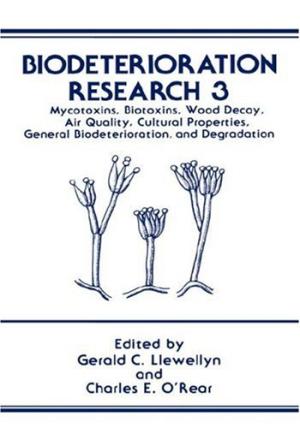 BIODETERIORATION
RESEARCH 3
Mycotoxins, Biotoxins, Wood Decay,
Air Quality, Cultural Properties,
General Biodeterioration, and Degradation
Edited by
Gerald C. Llewellyn
and
Charles E. O'Rear